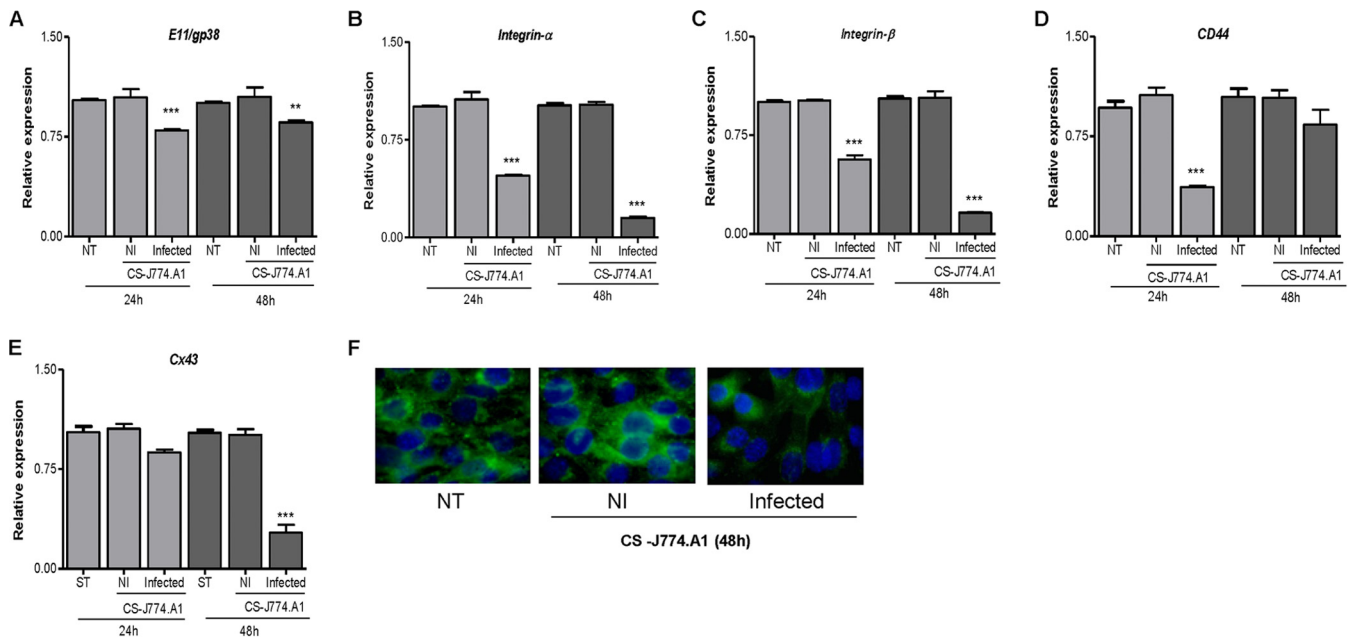 A
E11/gp38
Relative expression
1.50
0.75
0.00
***
**
NT NI Infected NT NI Infected
CS-J774.A1 CS-J774.A1
24h 48h
B
Integrin-α
Relative expression
1.50
0.75
0.00
***
***
NT NI Infected NT NI Infected
CS-J774.A1 CS-J774.A1
24h 48h
C
Integrin-β
Relative expression
1.50
0.75
0.00
***
***
NT NI Infected NT NI Infected
CS-J774.A1 CS-J774.A1
24h 48h
D
CD44
Relative expression
1.50
0.75
0.00
***
NT NI Infected NT NI Infected
CS-J774.A1 CS-J774.A1
24h 48h
E
Cx43
Relative expression
1.50
0.75
0.00
***
ST NI Infected ST NI Infected
CS-J774.A1 CS-J774.A1
24h 48h
F
NT NI Infected
CS -J774.A1 (48h)